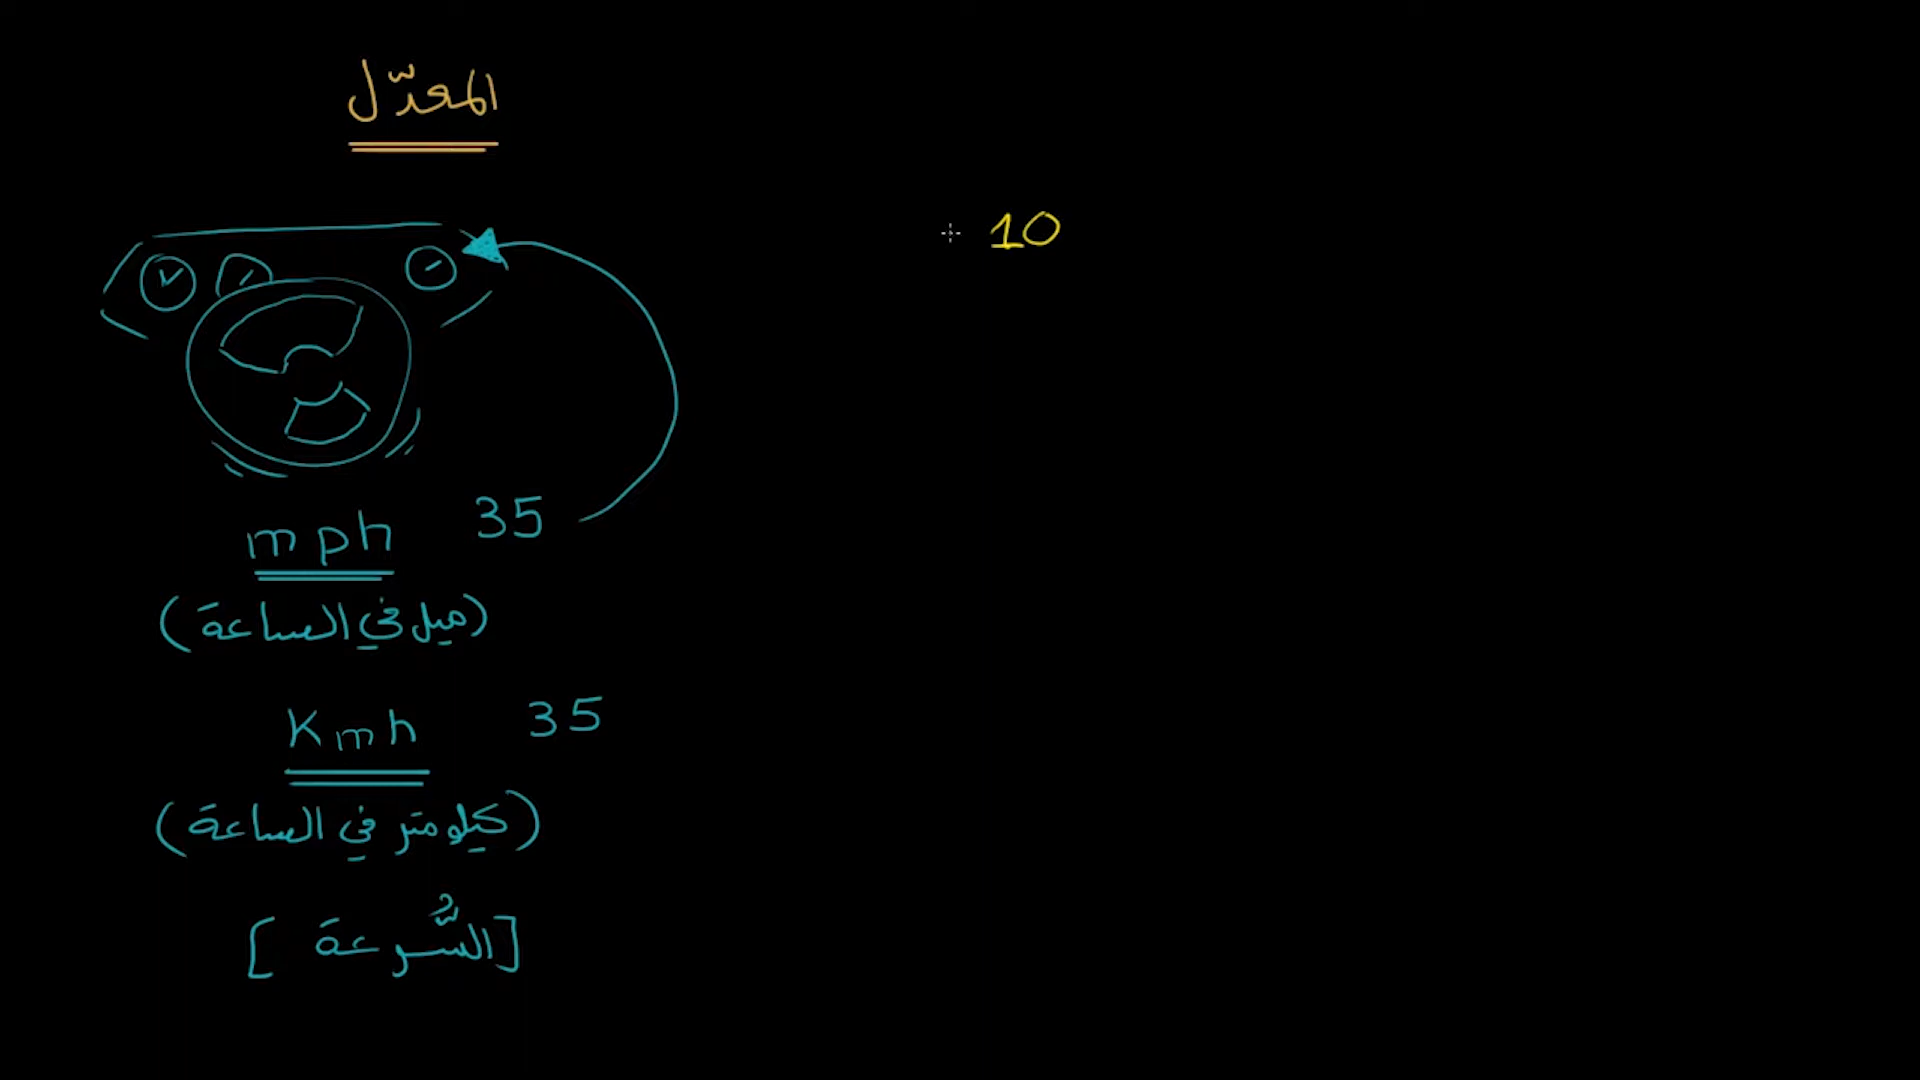 المعدّل
10
mph 35
(ميل في الساعة)
Kmh 35
(كيلومتر في الساعة)
[السُّرعة]